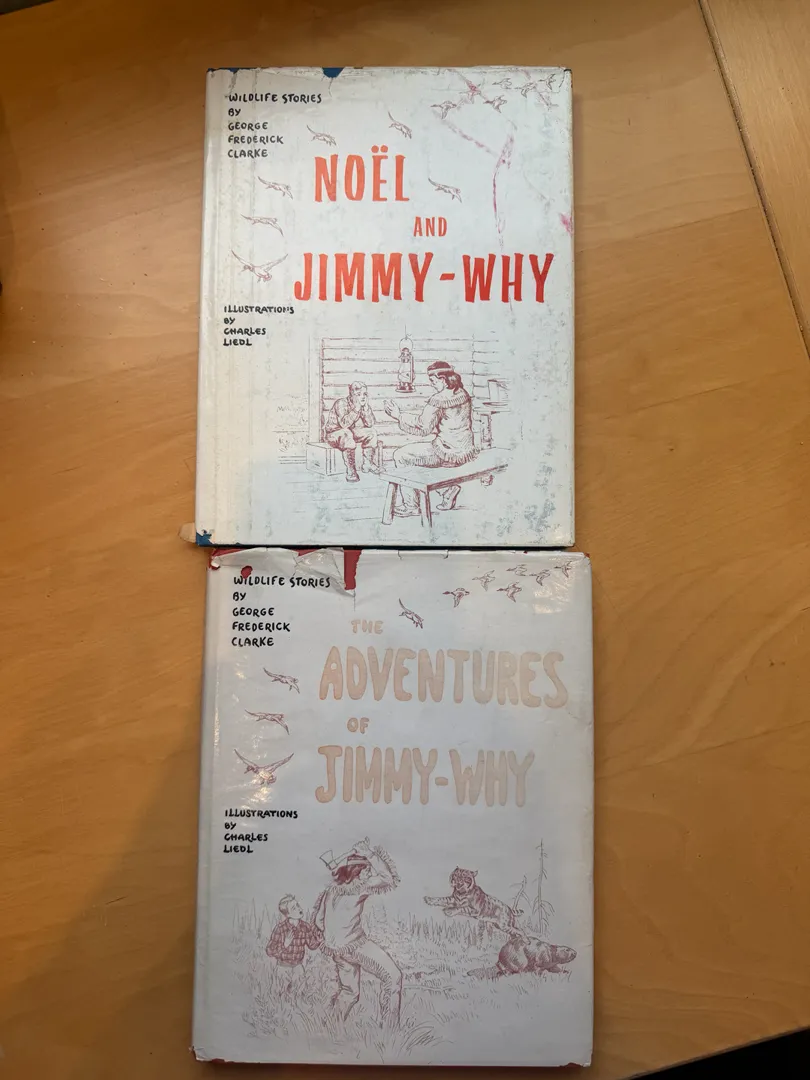 WILDLIFE STORIES
BY
GEORGE
FREDERICK
CLARKE
NOËL
AND
JIMMY-WHY
ILLUSTRATIONS
BY
CHARLES
LIEDL
WILDLIFE STORIES
BY
GEORGE
FREDERICK
CLARKE
THE
ADVENTURES
OF
JIMMY-WHY
ILLUSTRATIONS
BY
CHARLES
LIEDL